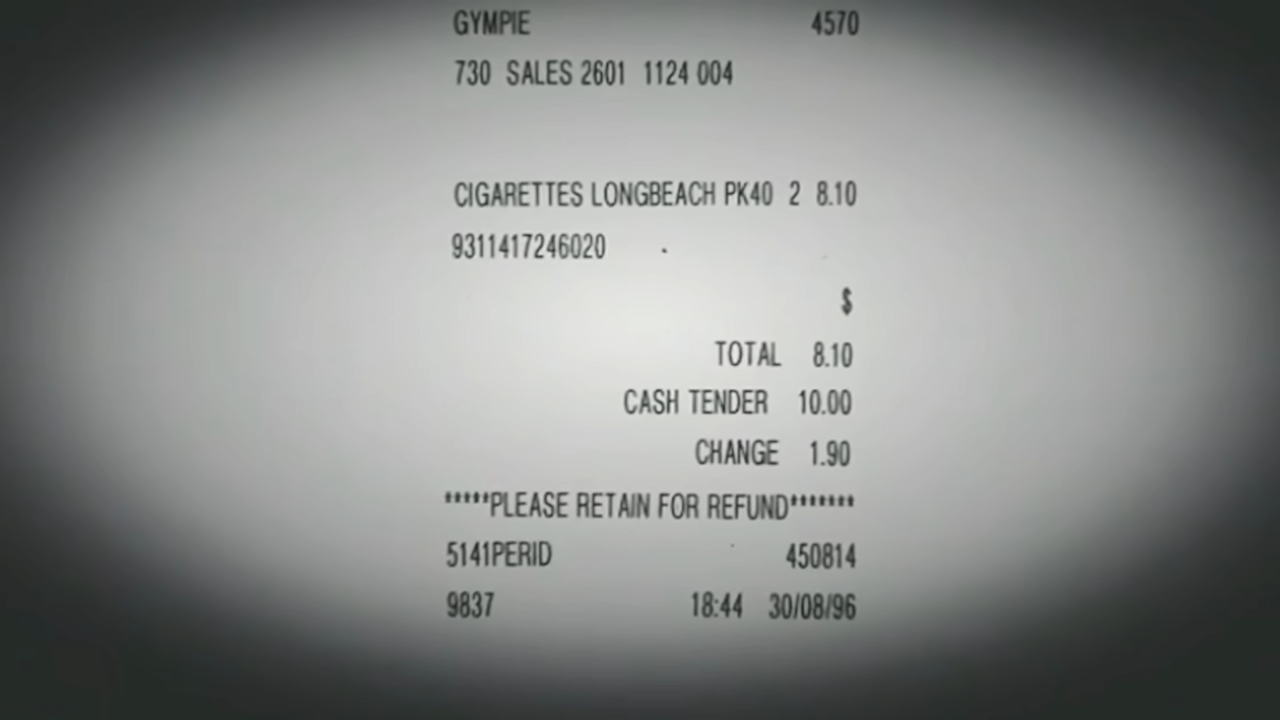 GYMPIE 4570
730 SALES 2601 1124 004
CIGARETTES LONGBEACH PK40 2 8.10
9311417246020
$
TOTAL 8.10
CASH TENDER 10.00
CHANGE 1.90
*****PLEASE RETAIN FOR REFUND*******
5141PERID 450814
9837 18:44 30/08/96